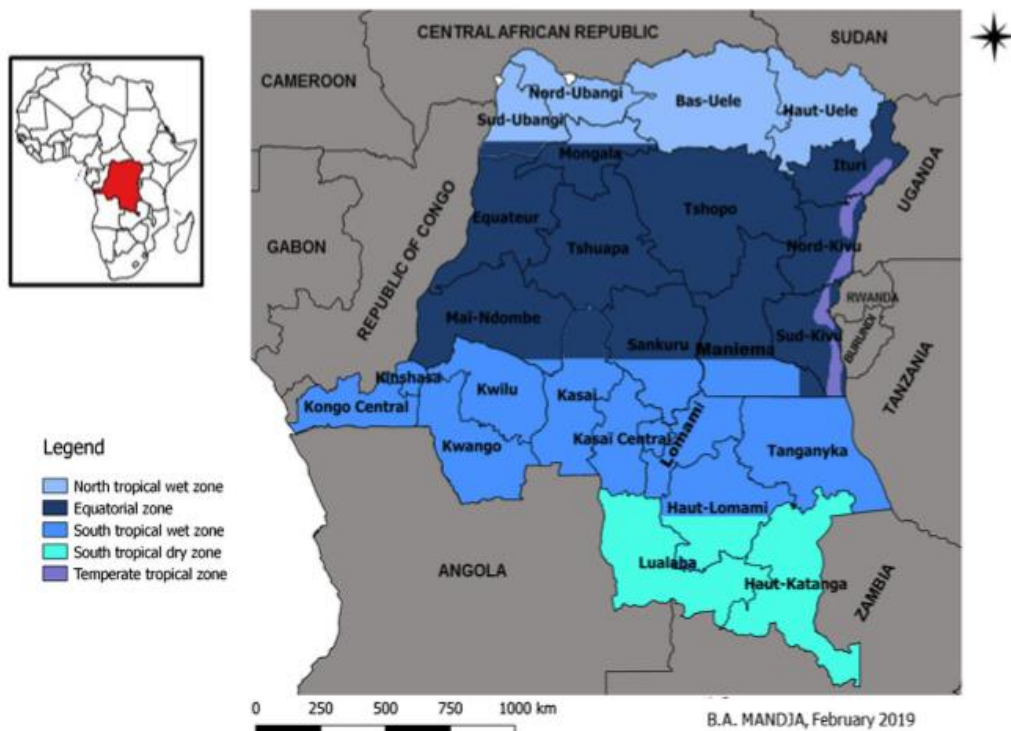 CENTRAL AFRICAN REPUBLIC
SUDAN
CAMEROON
Nord-Ubangi
Bas-Uele
Haut-Uele
Sud-Ubangi
Mongala
Ituri
UGANDA
REPUBLIC OF CONGO
Equateur
Tshopo
GABON
Tshuapa
Nord-Kivu
RWANDA
Maï-Ndombe
Sud-Kivu
BURUNDI
Sankuru
Maniema
TANZANIA
Kinshasa
Kwilu
Kasai
Kongo Central
Lomami
Kwango
Kasaï Central
Tanganyka
Legend
North tropical wet zone
Equatorial zone
South tropical wet zone
South tropical dry zone
Temperate tropical zone
Haut-Lomami
ANGOLA
Lualaba
Haut-Katanga
ZAMBIA
0 250 500 750 1000 km
B.A. MANDJA, February 2019